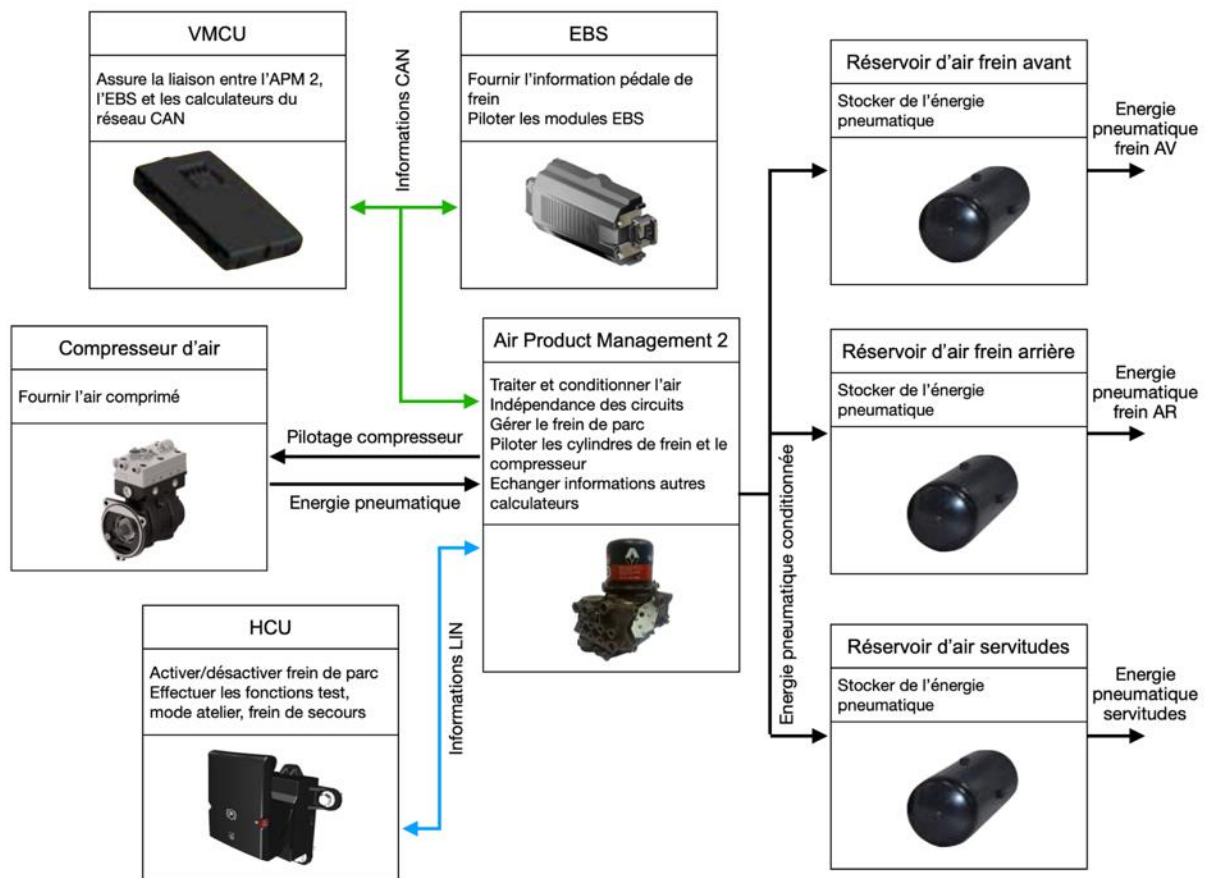 VMCU
Assure la liaison entre l'APM 2,
l'EBS et les calculateurs du
réseau CAN
Informations CAN
EBS
Fournir l'information pédale de
frein
Piloter les modules EBS
Réservoir d'air frein avant
Stocker de l'énergie
pneumatique
Energie
pneumatique
frein AV
Compresseur d'air
Fournir l'air comprimé
Pilotage compresseur
Energie pneumatique
Air Product Management 2
Traiter et conditionner l'air
Indépendance des circuits
Gérer le frein de parc
Piloter les cylindres de frein et le
compresseur
Echanger informations autres
calculateurs
Energie pneumatique conditionnée
Réservoir d'air frein arrière
Stocker de l'énergie
pneumatique
Energie
pneumatique
frein AR
HCU
Activer/désactiver frein de parc
Effectuer les fonctions test,
mode atelier, frein de secours
Informations LIN
Réservoir d'air servitudes
Stocker de l'énergie
pneumatique
Energie
pneumatique
servitudes